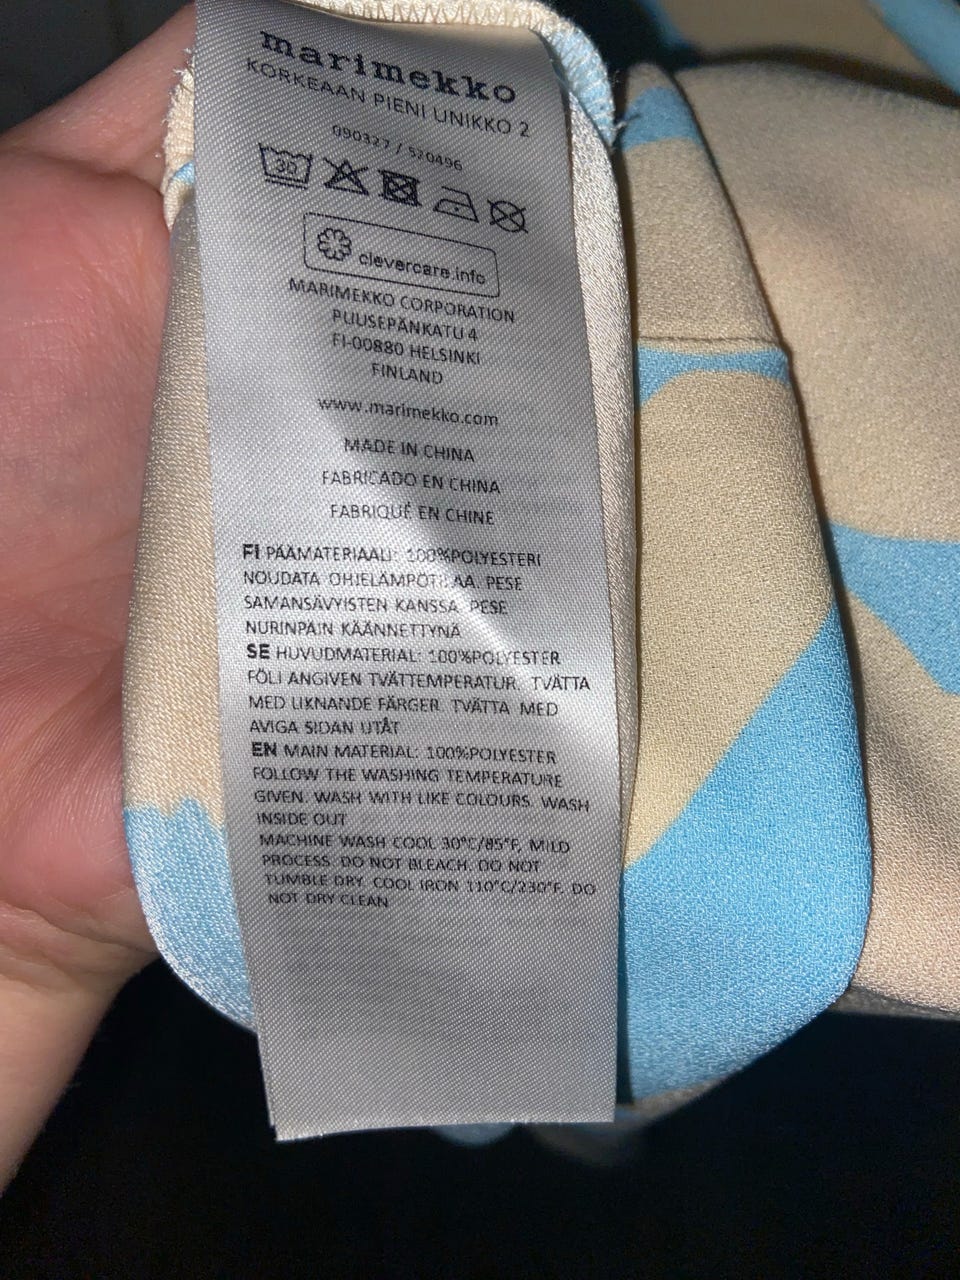 marimekko
KORKEAAN PIENI UNIKKO 2
090327 / 520496
30
clevercare.info
MARIMEKKO CORPORATION
PUUSEPÄNKATU 4
FI-00880 HELSINKI
FINLAND
www.marimekko.com
MADE IN CHINA
FABRICADO EN CHINA
FABRIQUÉ EN CHINE
FI PÄÄMATERIAALI: 100%POLYESTERI
NOUDATA OHJELÄMPÖTILAA. PESE
SAMANSÄVYISTEN KANSSA. PESE
NURINPÄIN KÄÄNNETTYNÄ
SE HUVUDMATERIAL: 100%POLYESTER
FÖLJ ANGIVEN TVÄTTEMPERATUR. TVÄTTA
MED LIKNANDE FÄRGER. TVÄTTA MED
AVIGA SIDAN UTÅT
EN MAIN MATERIAL: 100%POLYESTER
FOLLOW THE WASHING TEMPERATURE
GIVEN. WASH WITH LIKE COLOURS. WASH
INSIDE OUT
MACHINE WASH COOL 30°C/85°F, MILD
PROCESS. DO NOT BLEACH. DO NOT
TUMBLE DRY. COOL IRON 110°C/230°F. DO
NOT DRY CLEAN